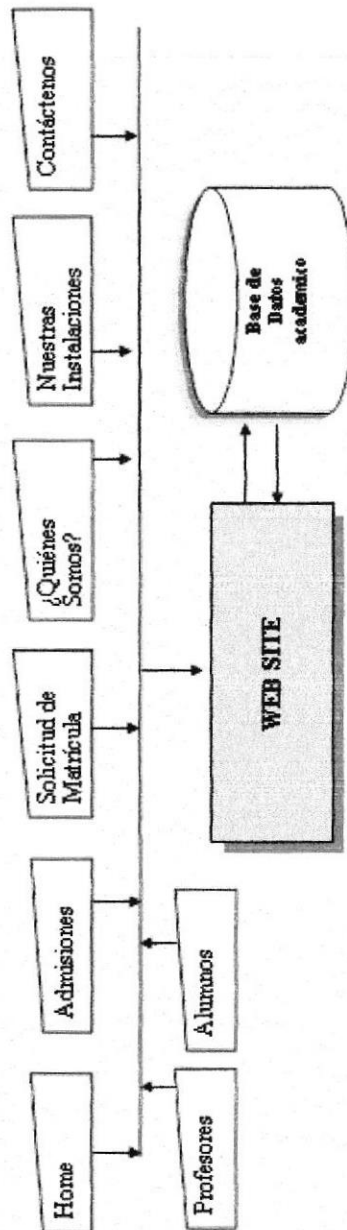 Home
Admisiones
Solicitud de
Matrícula
¿Quiénes
Somos?
Nuestras
Instalaciones
Contáctenos
Profesores
Alumnos
WEB SITE
Base de
Datos
academico